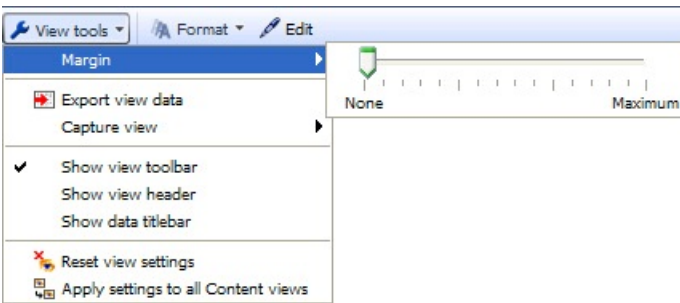 View tools Format Edit
Margin
None Maximum
Export view data
Capture view
Show view toolbar
Show view header
Show data titlebar
Reset view settings
Apply settings to all Content views